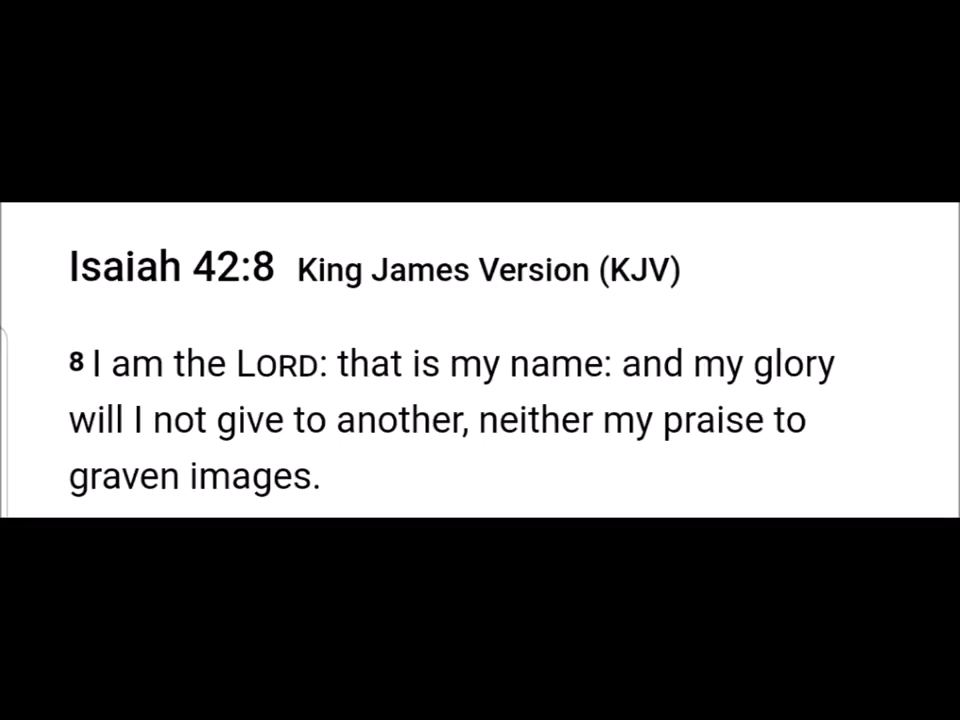 Isaiah 42:8 King James Version (KJV)
8 I am the LORD: that is my name: and my glory
will I not give to another, neither my praise to
graven images.